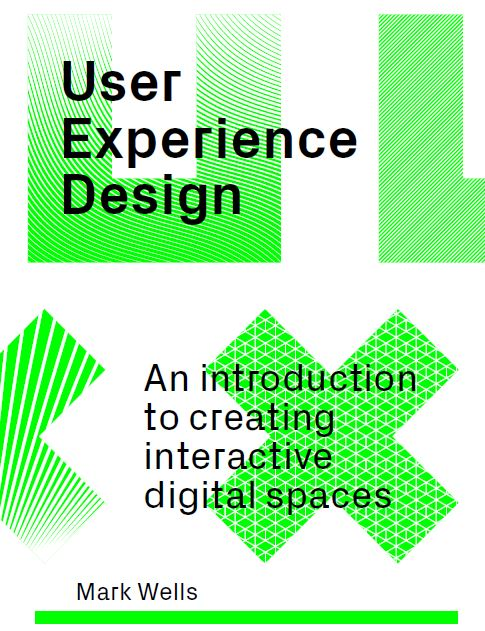 User
Experience
Design
An introduction
to creating
interactive
digital spaces
Mark Wells